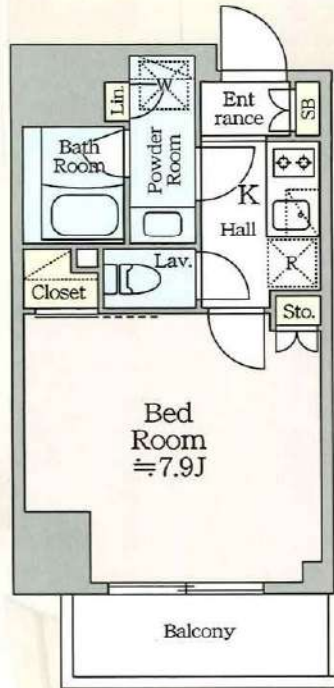 W
Lin.
Ent
rance
SB
Bath
Room
Powder
Room
K
Hall
Lav.
R
Closet
Sto.
Bed
Room
≒7.9J
Balcony